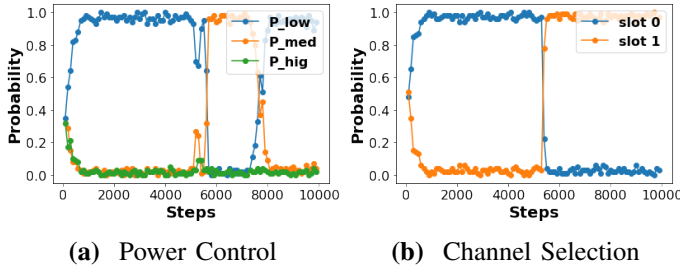 1.0
0.8
0.6
0.4
0.2
0.0
Probability
0 2000 4000 6000 8000 10000
Steps
P_low
P_med
P_hig
(a) Power Control
1.0
0.8
0.6
0.4
0.2
0.0
Probability
0 2000 4000 6000 8000 10000
Steps
slot 0
slot 1
(b) Channel Selection